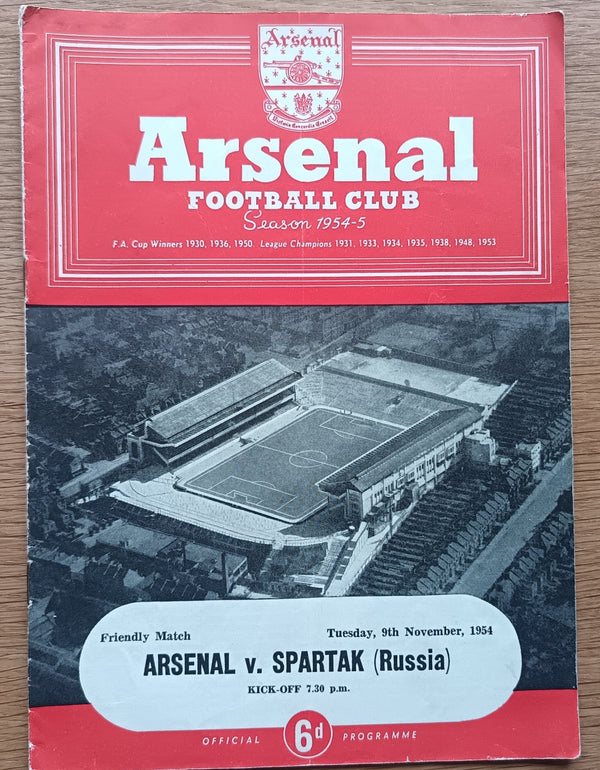 Arsenal
Victoria Concordia Crescit
Arsenal
FOOTBALL CLUB
Season 1954-5
F.A. Cup Winners 1930, 1936, 1950. League Champions 1931, 1933, 1934, 1935, 1938, 1948, 1953
Friendly Match Tuesday, 9th November, 1954
ARSENAL v. SPARTAK (Russia)
KICK-OFF 7.30 p.m.
OFFICIAL 6d PROGRAMME